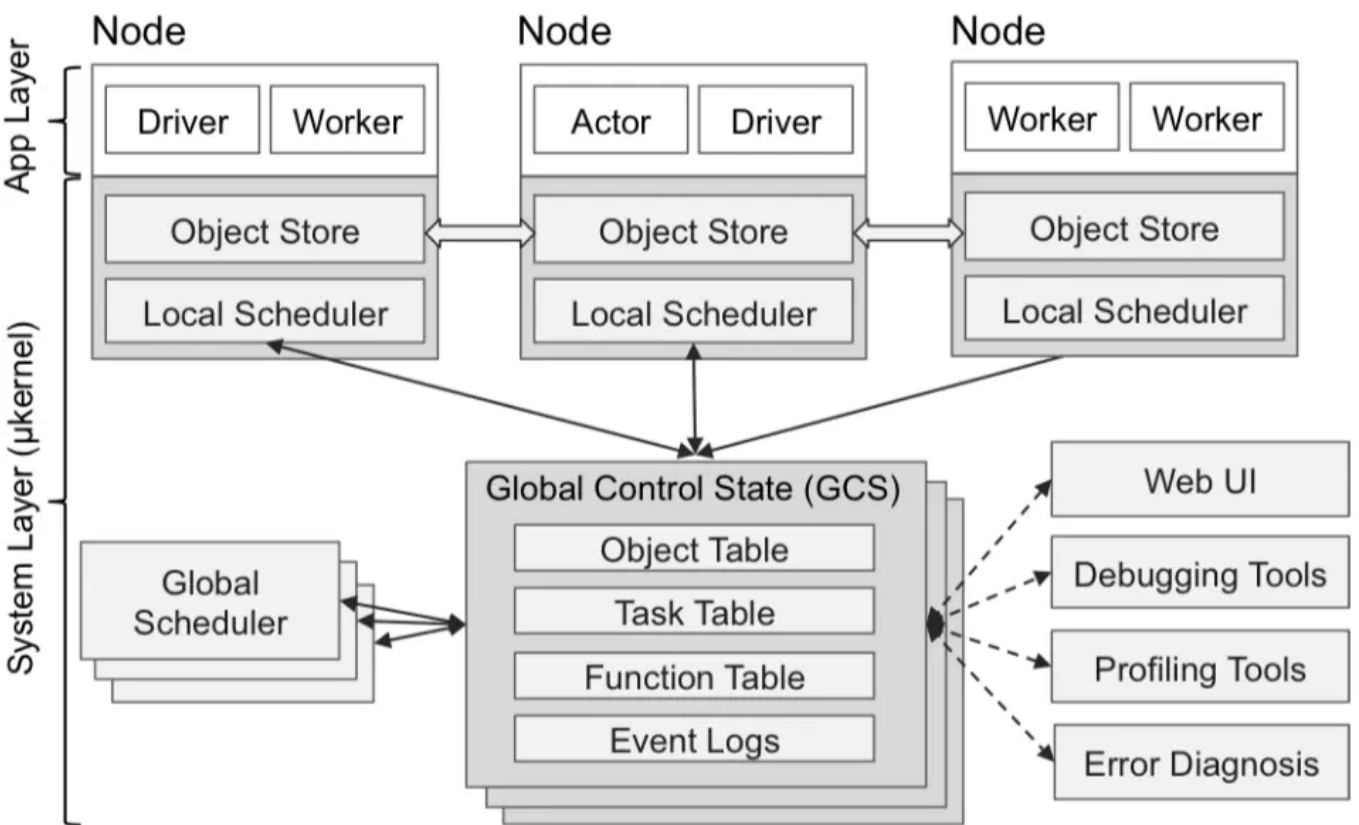 Node
Node
Node
App Layer
Driver
Worker
Actor
Driver
Worker
Worker
Object Store
Object Store
Object Store
Local Scheduler
Local Scheduler
Local Scheduler
System Layer (μkernel)
Global Control State (GCS)
Object Table
Task Table
Function Table
Event Logs
Global
Scheduler
Web UI
Debugging Tools
Profiling Tools
Error Diagnosis